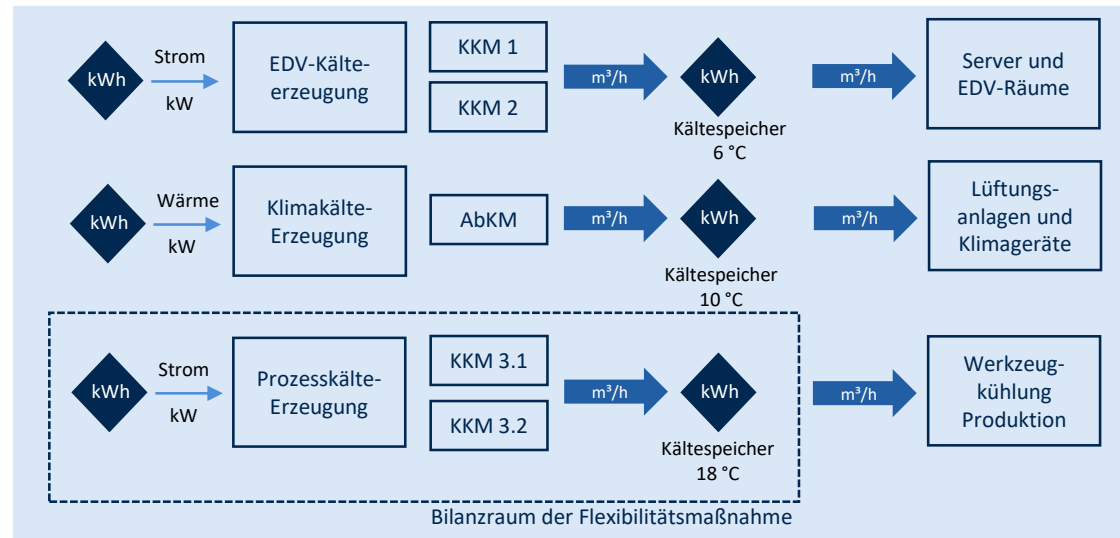 kWh
Strom
kW
EDV-Kälte-
erzeugung
KKM 1
KKM 2
m³/h
kWh
Kältespeicher
6 °C
m³/h
Server und
EDV-Räume
kWh
Wärme
kW
Klimakälte-
Erzeugung
AbKM
m³/h
kWh
Kältespeicher
10 °C
m³/h
Lüftungs-
anlagen und
Klimageräte
kWh
Strom
kW
Prozesskälte-
Erzeugung
KKM 3.1
KKM 3.2
m³/h
kWh
Kältespeicher
18 °C
m³/h
Werkzeug-
kühlung
Produktion
Bilanzraum der Flexibilitätsmaßnahme